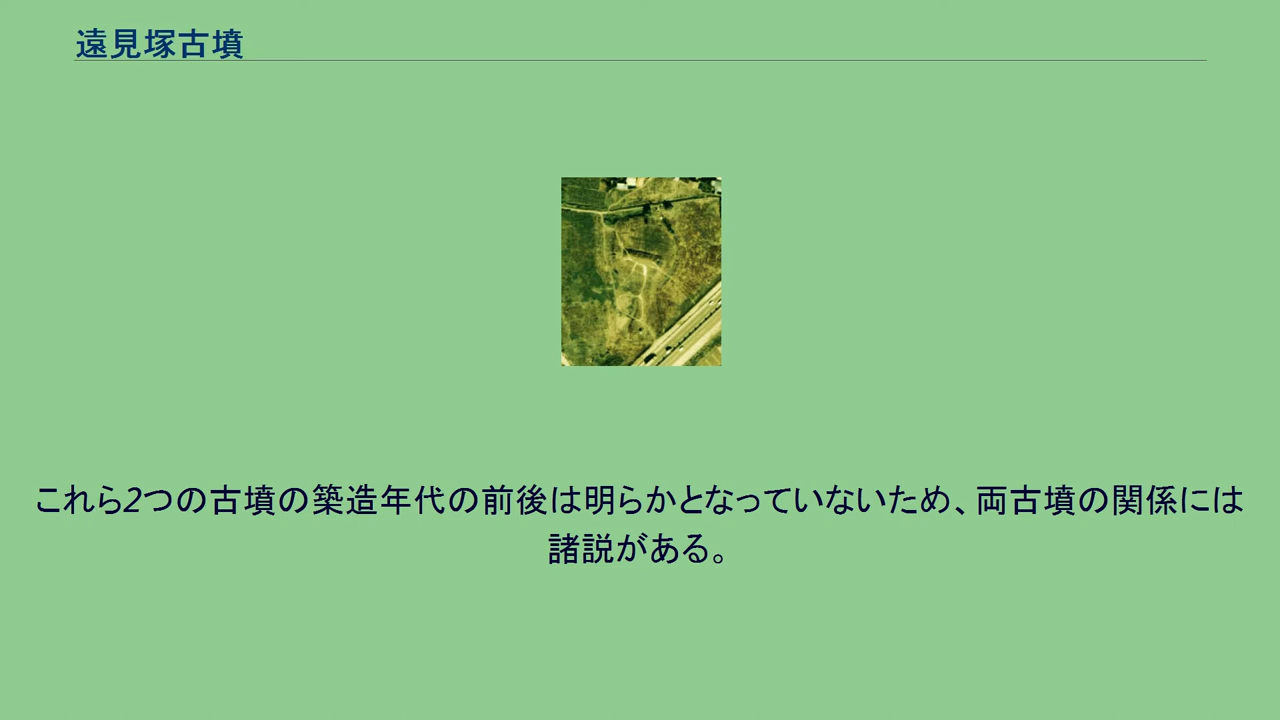 遠見塚古墳
これら2つの古墳の築造年代の前後は明らかとなっていないため、両古墳の関係には
諸説がある。